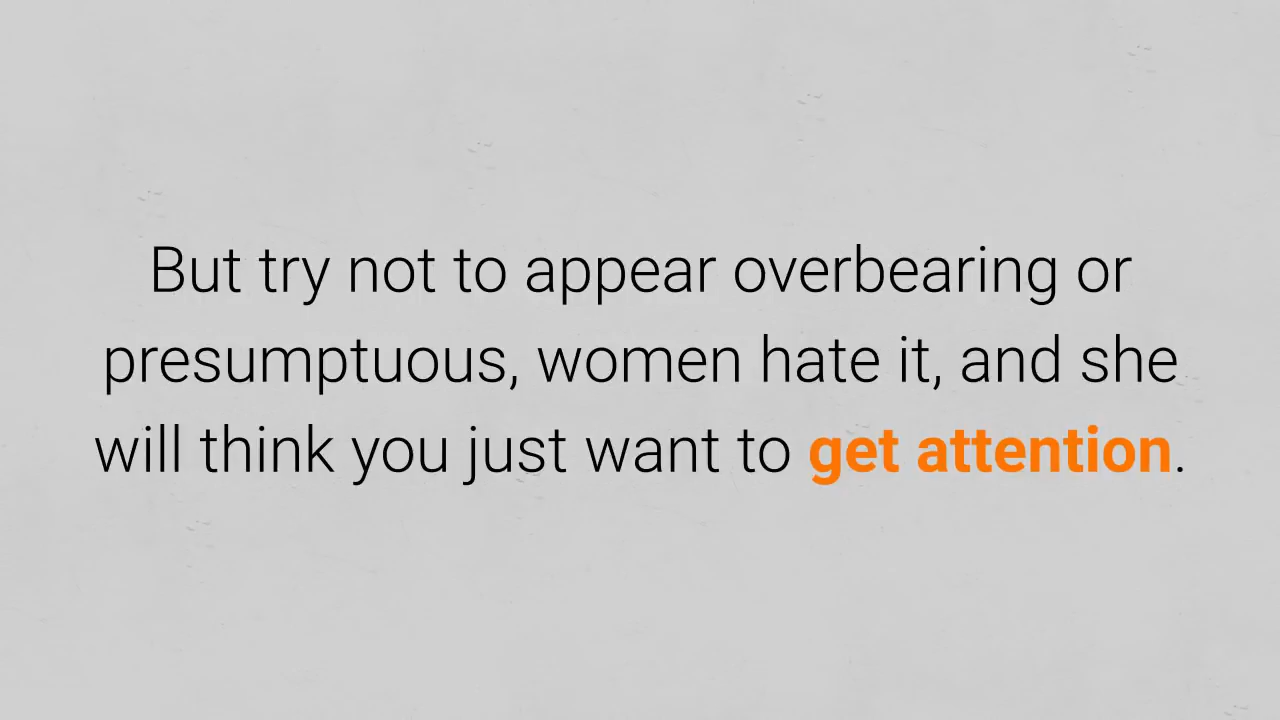 But try not to appear overbearing or
presumptuous, women hate it, and she
will think you just want to get attention.